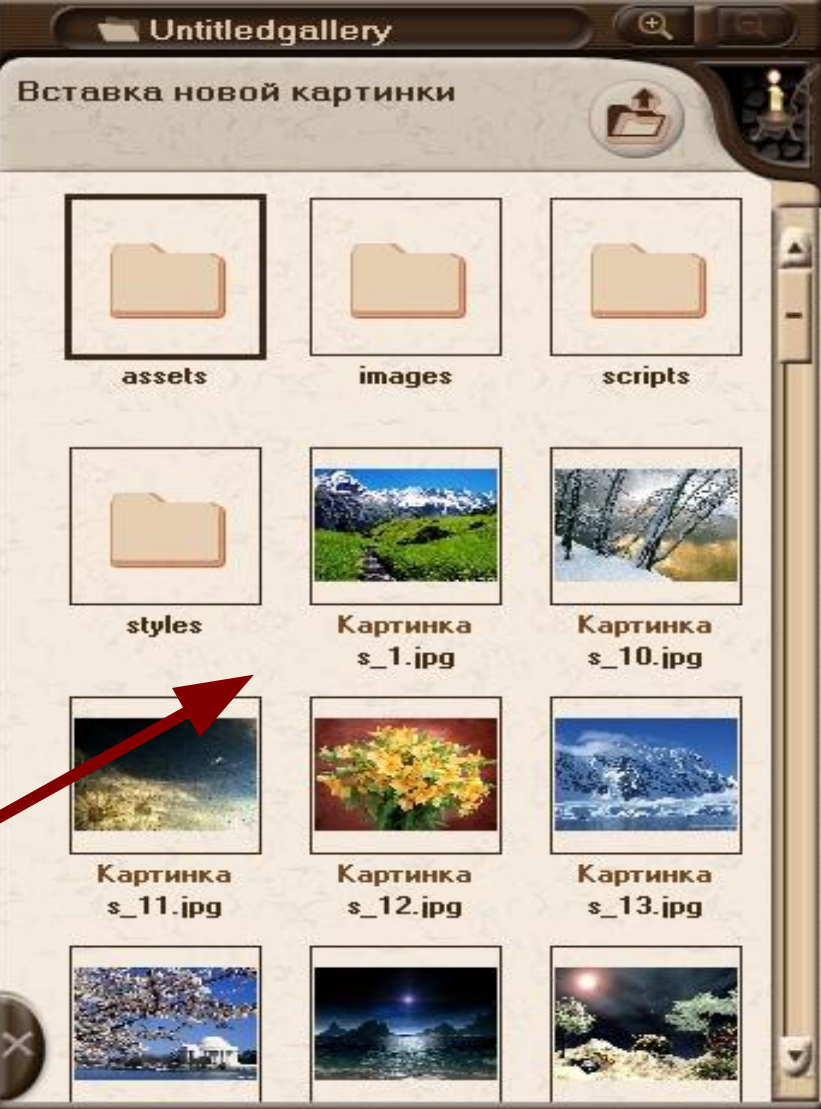 Untitledgallery
Вставка новой картинки
assets
images
scripts
styles
Картинка
s_1.jpg
Картинка
s_10.jpg
Картинка
s_11.jpg
Картинка
s_12.jpg
Картинка
s_13.jpg